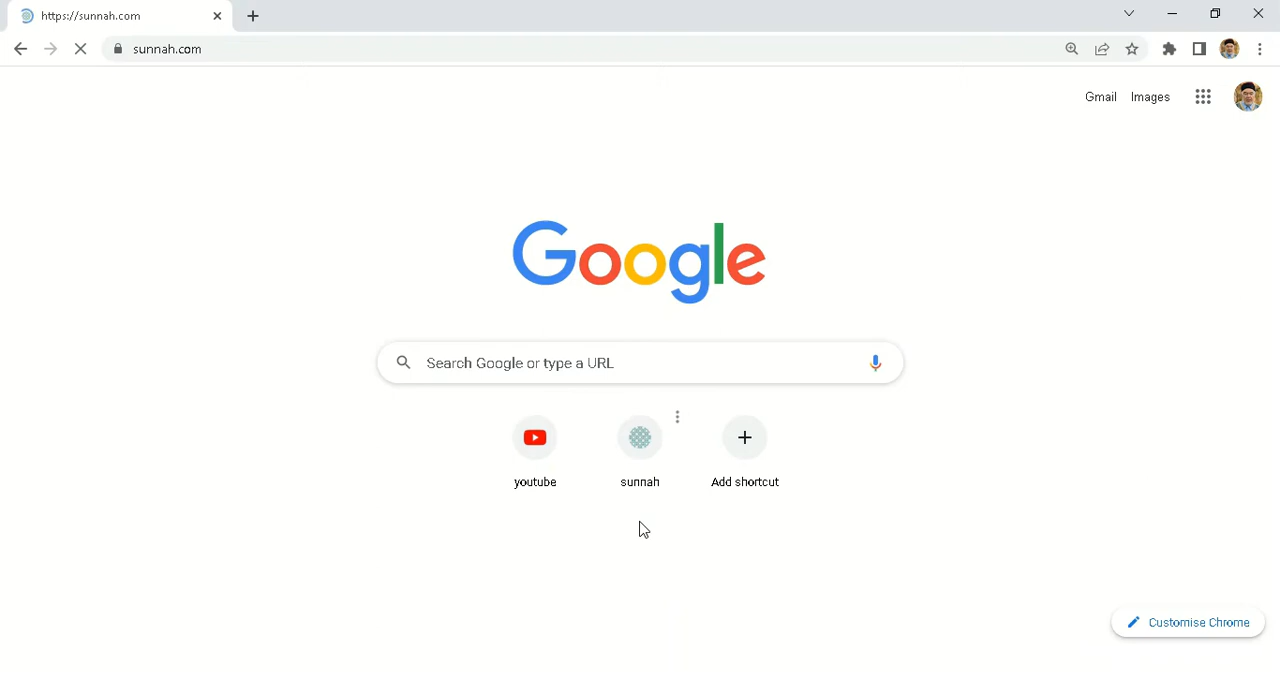 https://sunnah.com
sunnah.com
Gmail Images
Google
Search Google or type a URL
youtube sunnah Add shortcut
Customise Chrome